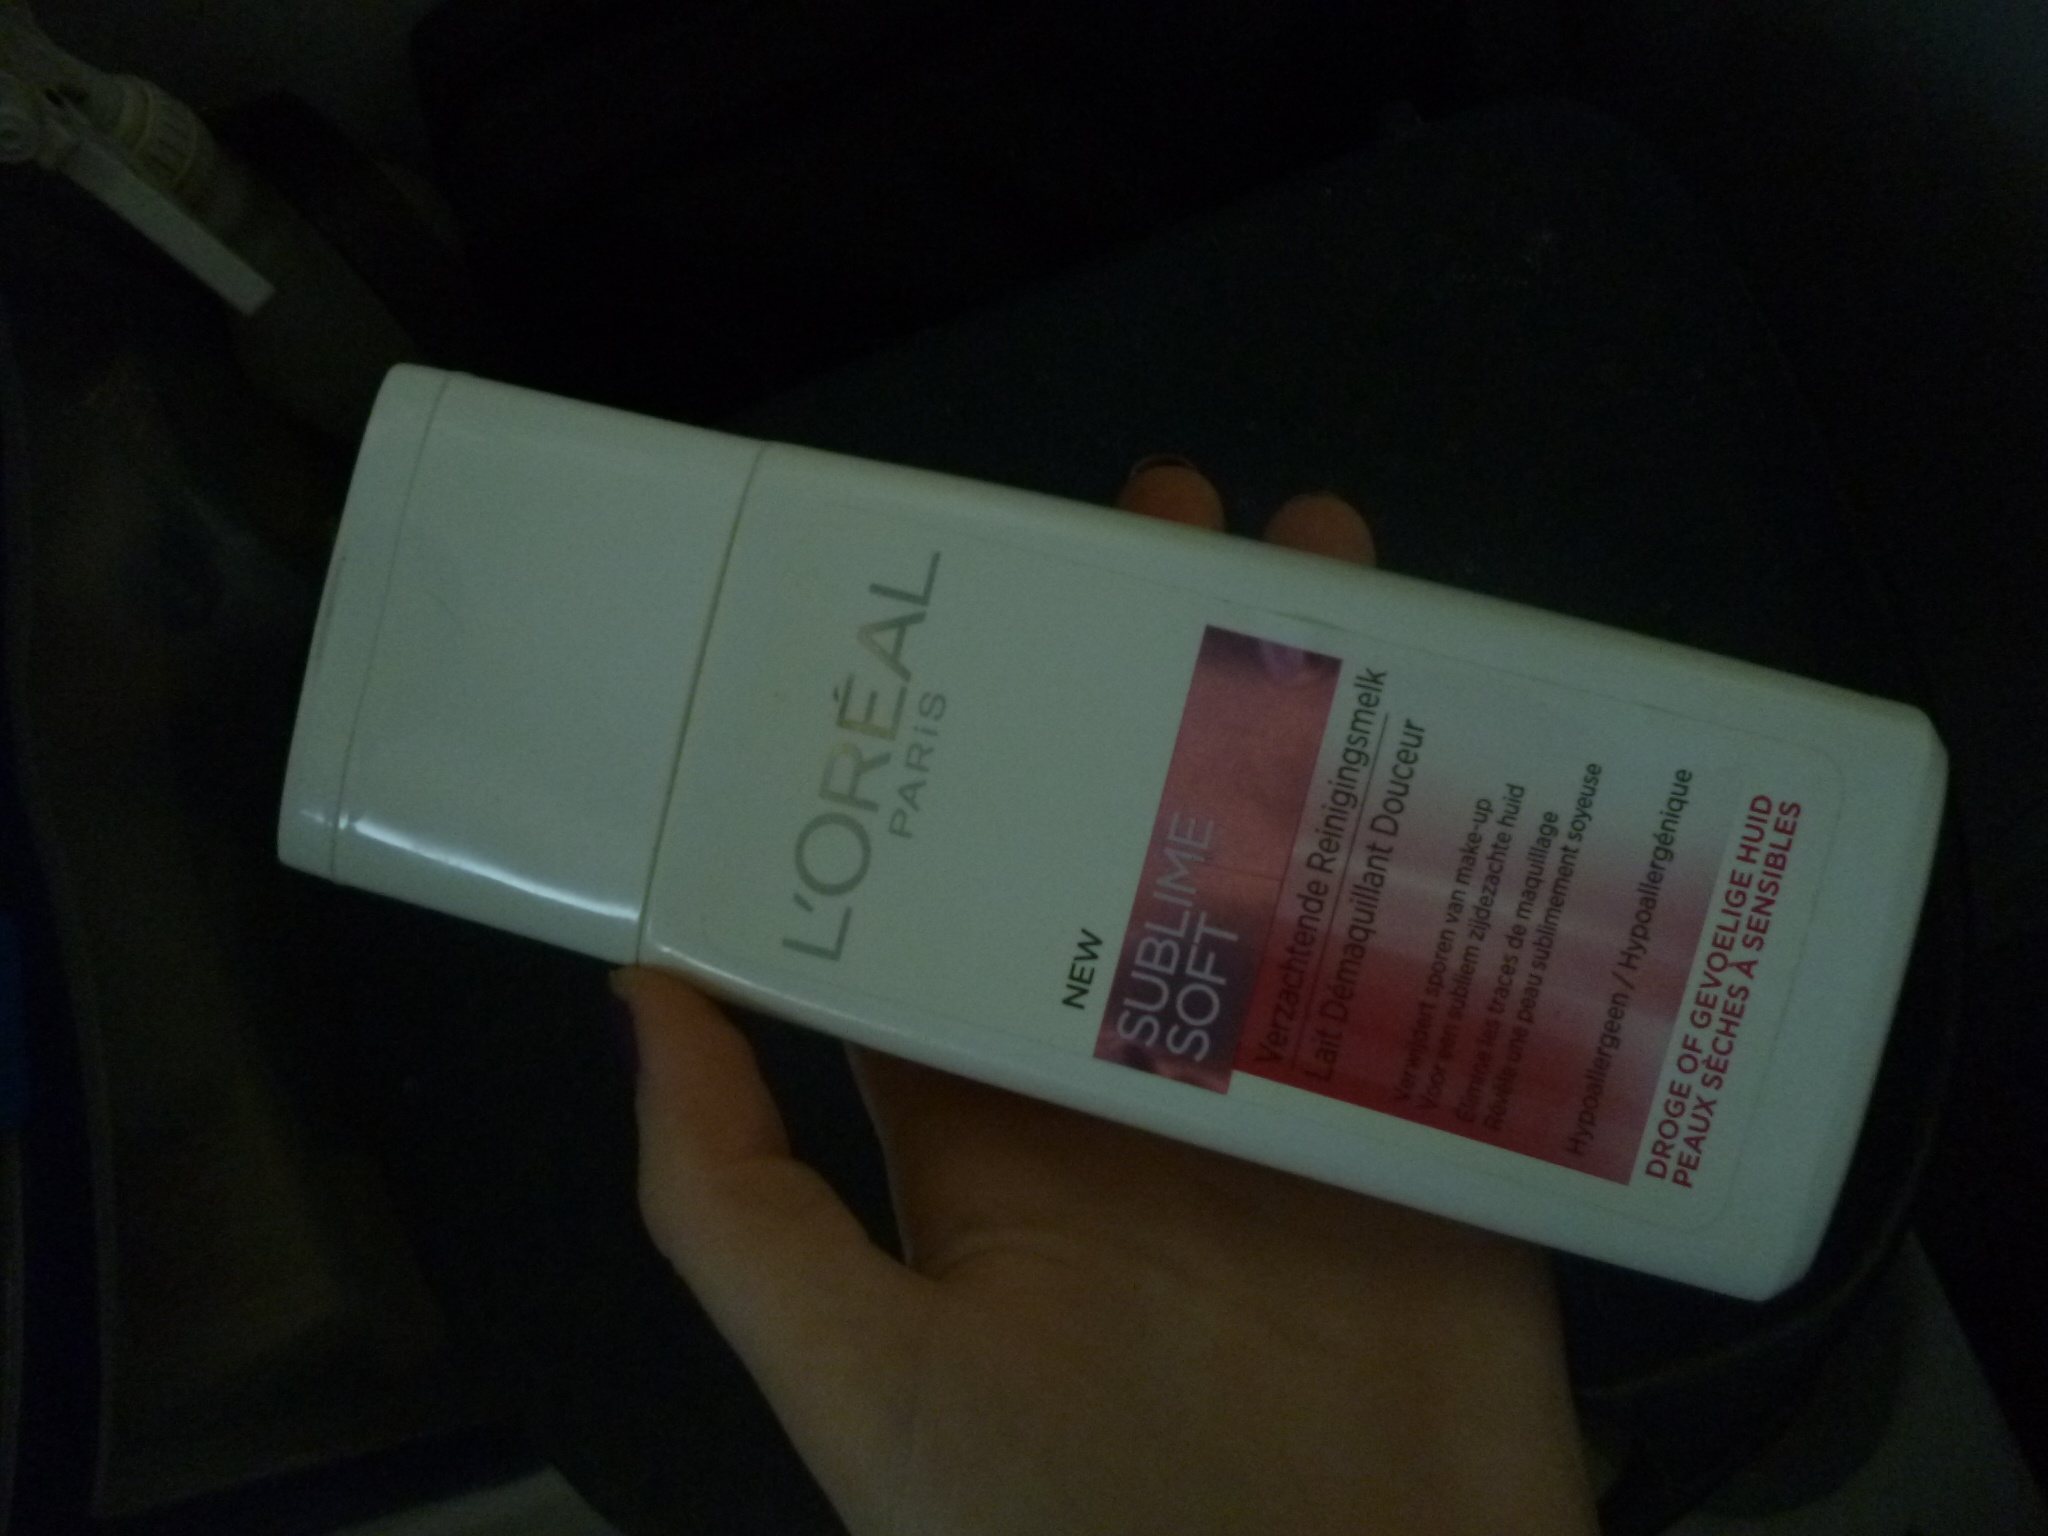 L'ORÉAL
PARiS
NEW
SUBLIME
SOFT
Verzachtende Reinigingsmelk
Lait Démaquillant Douceur
Verwijdert sporen van make-up
Voor een subliem zijdezachte huid
Elimine les traces de maquillage
Révèle une peau sublimement soyeuse
Hypoallergeen / Hypoallergénique
DROGE OF GEVOELIGE HUID
PEAUX SÈCHES À SENSIBLES